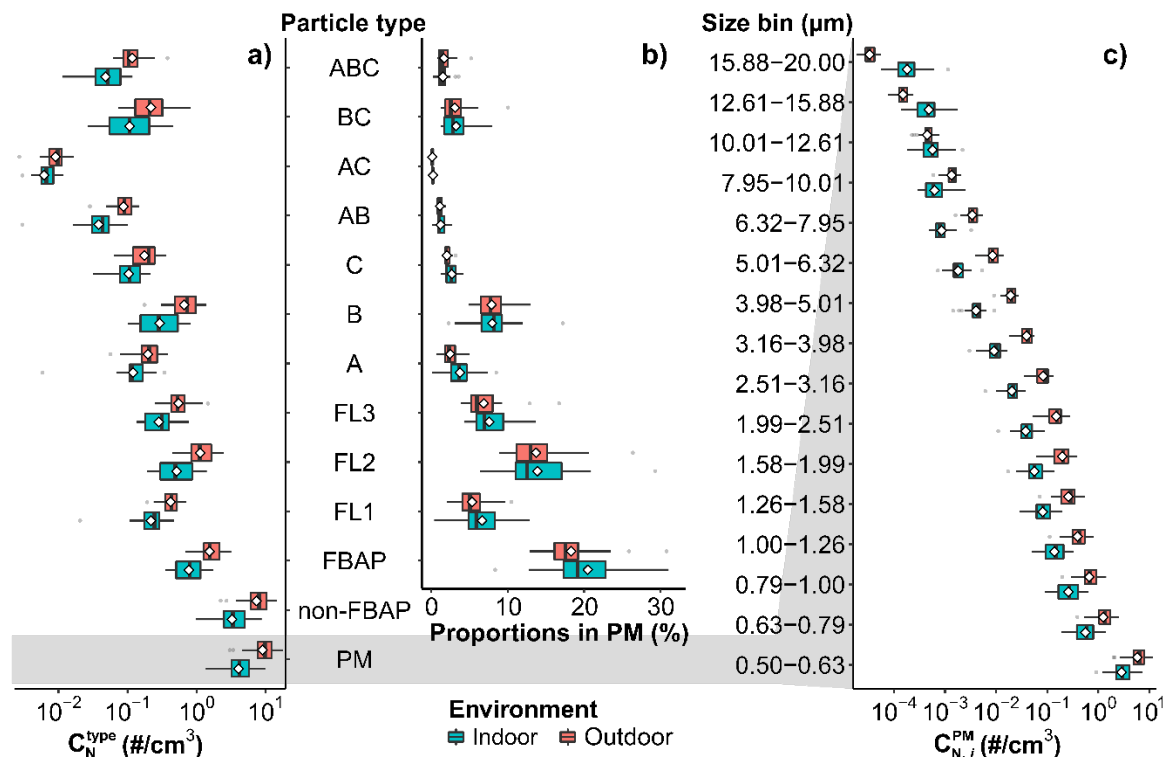 Particle type
Size bin (µm)
a)
b)
c)
ABC
BC
AC
AB
C
B
A
FL3
FL2
FL1
FBAP
non-FBAP
PM
15.88−20.00
12.61−15.88
10.01−12.61
7.95−10.01
6.32−7.95
5.01−6.32
3.98−5.01
3.16−3.98
2.51−3.16
1.99−2.51
1.58−1.99
1.26−1.58
1.00−1.26
0.79−1.00
0.63−0.79
0.50−0.63
0 10 20 30
Proportions in PM (%)
10⁻² 10⁻¹ 10⁰ 10¹
C_N^type (#/cm³)
Environment
Indoor Outdoor
10⁻⁴ 10⁻³ 10⁻² 10⁻¹ 10⁰ 10¹
C_N, i^PM (#/cm³)